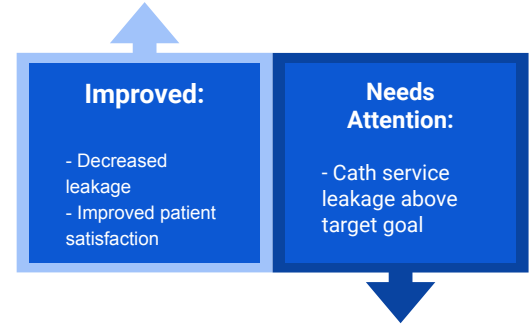 Improved:
- Decreased
leakage
- Improved patient
satisfaction
Needs
Attention:
- Cath service
leakage above
target goal